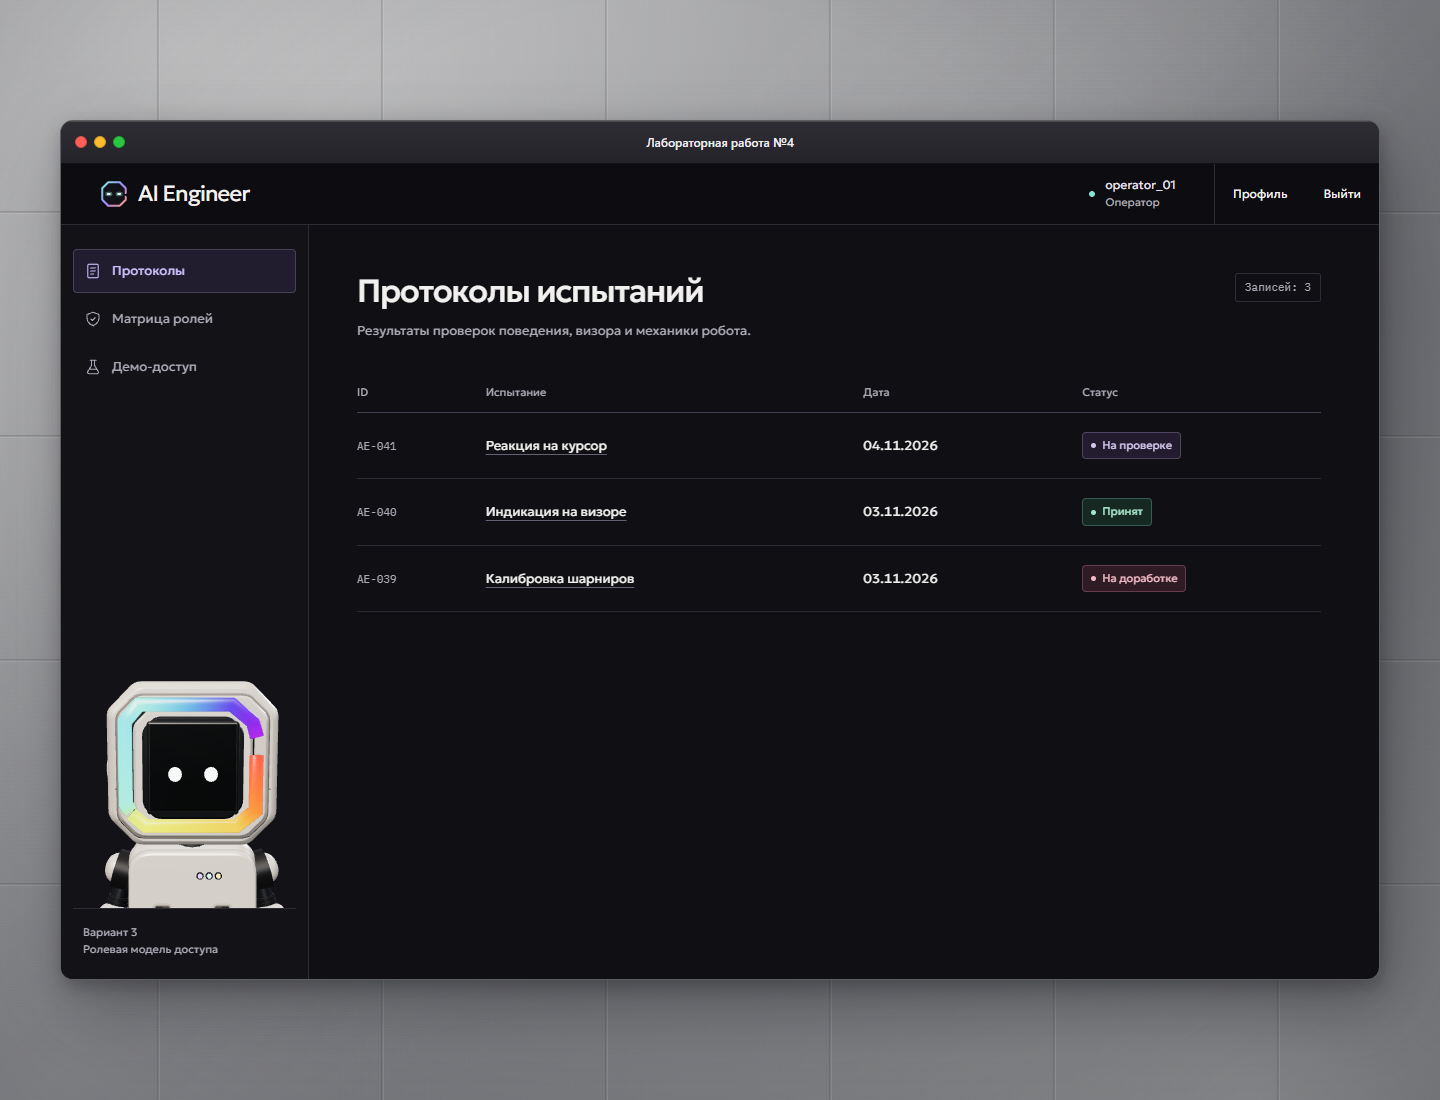 Лабораторная работа №4
AI Engineer
operator_01
Оператор
Профиль
Выйти
Протоколы
Матрица ролей
Демо-доступ
Протоколы испытаний
Записей: 3
Результаты проверок поведения, визора и механики робота.
ID Испытание Дата Статус
AE-041 Реакция на курсор 04.11.2026 На проверке
AE-040 Индикация на визоре 03.11.2026 Принят
AE-039 Калибровка шарниров 03.11.2026 На доработке
Вариант 3
Ролевая модель доступа